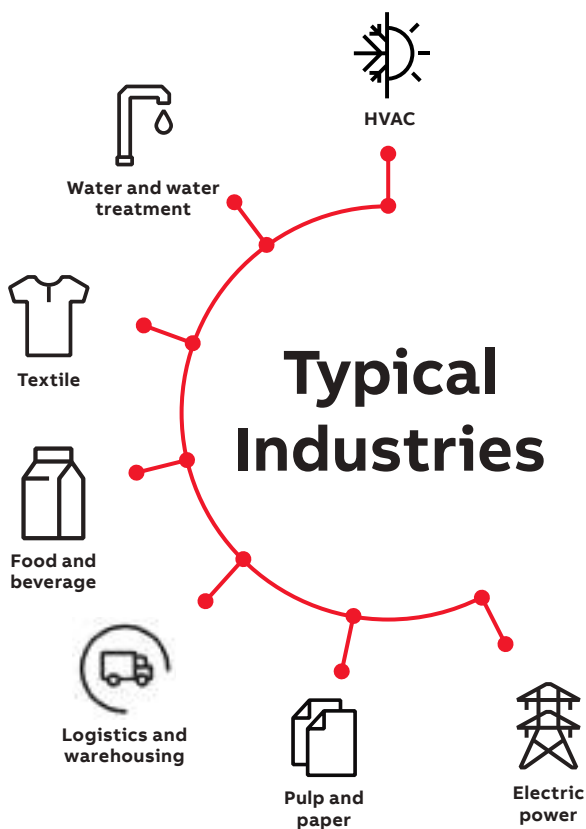 HVAC
Water and water
treatment
Textile
Typical
Industries
Food and
beverage
Logistics and
warehousing
Pulp and
paper
Electric
power